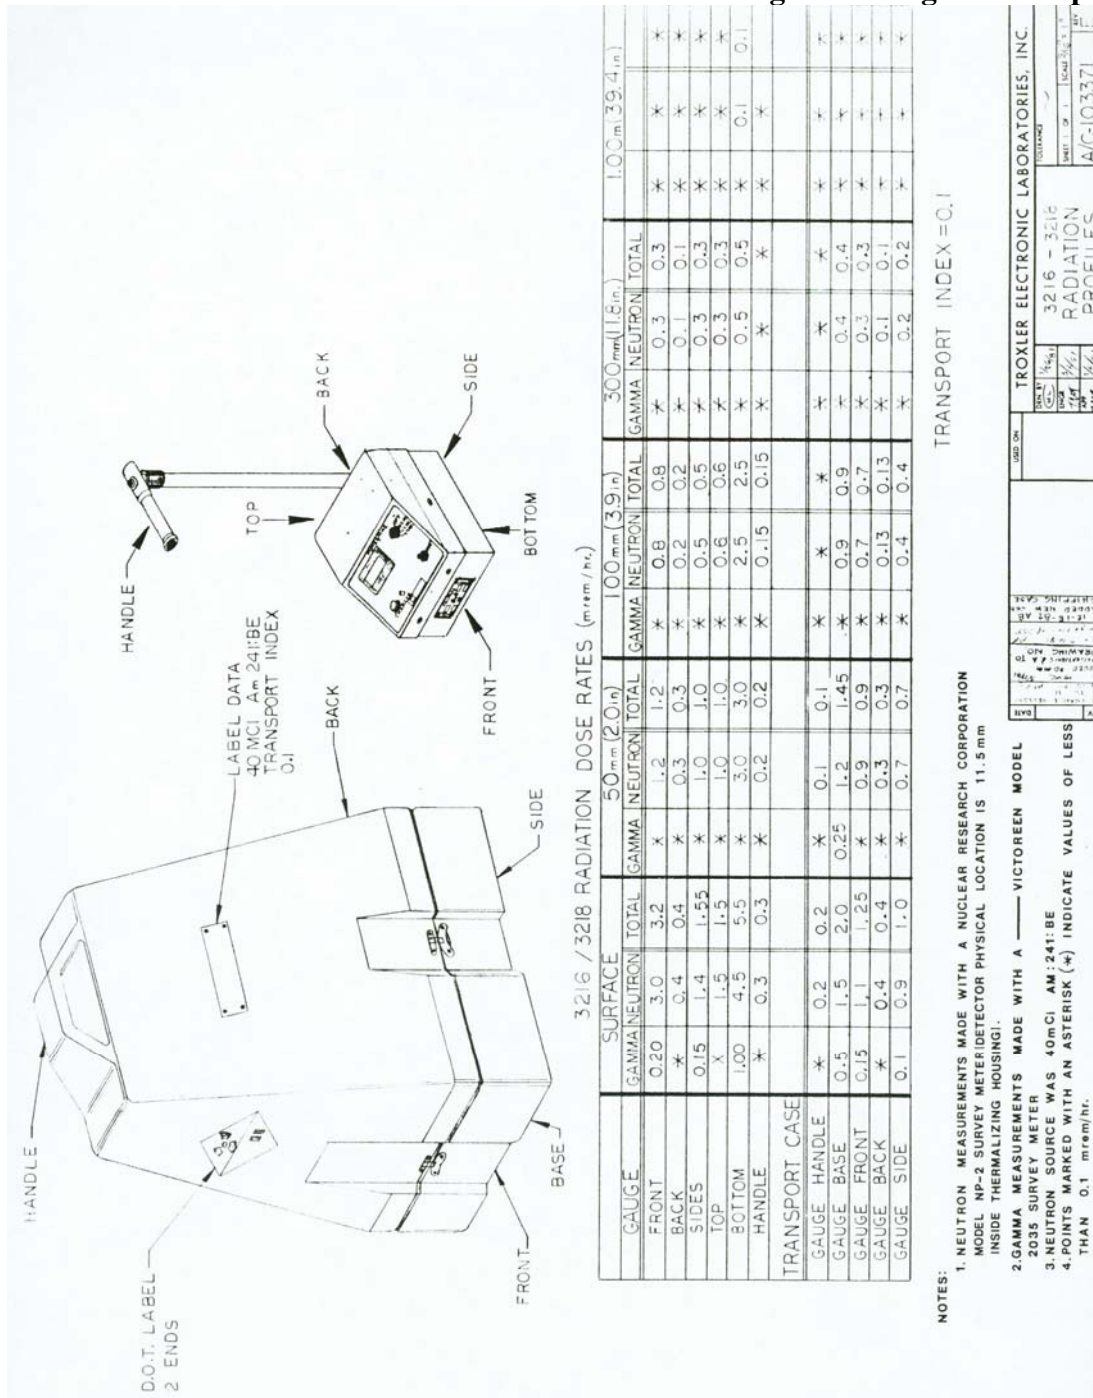 HANDLE
D.O.T. LABEL
2 ENDS
LABEL DATA
40 MCI Am 241:BE
TRANSPORT INDEX
0.1
BACK
SIDE
BASE
FRONT
HANDLE
TOP
BACK
SIDE
BOTTOM
FRONT
3216 / 3218 RADIATION DOSE RATES (mrem/hr.)
SURFACE 50mm (2.0in) 100mm (3.9in) 300mm (11.8in.) 1.00m (39.4in)
GAUGE GAMMA NEUTRON TOTAL GAMMA NEUTRON TOTAL GAMMA NEUTRON TOTAL GAMMA NEUTRON TOTAL
FRONT 0.20 3.0 3.2 * 1.2 1.2 * 0.8 0.8 * 0.3 0.3 * * *
BACK * 0.4 0.4 * 0.3 0.3 * 0.2 0.2 * 0.1 0.1 * * *
SIDES 0.15 1.4 1.55 * 1.0 1.0 * 0.5 0.5 * 0.3 0.3 * * *
TOP X 1.5 1.5 * 1.0 1.0 * 0.6 0.6 * 0.3 0.3 * * *
BOTTOM 1.00 4.5 5.5 * 3.0 3.0 * 2.5 2.5 * 0.5 0.5 * 0.1 0.1
HANDLE * 0.3 0.3 * 0.2 0.2 * 0.15 0.15 * * * * *
TRANSPORT CASE
GAUGE HANDLE * 0.2 0.2 * 0.1 0.1 * * * * * * * * *
GAUGE BASE 0.5 1.5 2.0 0.25 1.2 1.45 * 0.9 0.9 * 0.4 0.4 * * *
GAUGE FRONT 0.15 1.1 1.25 * 0.9 0.9 * 0.7 0.7 * 0.3 0.3 * * *
GAUGE BACK * 0.4 0.4 * 0.3 0.3 * 0.13 0.13 * 0.1 0.1 * * *
GAUGE SIDE 0.1 0.9 1.0 * 0.7 0.7 * 0.4 0.4 * 0.2 0.2 * * *
TRANSPORT INDEX = 0.1
NOTES:
1. NEUTRON MEASUREMENTS MADE WITH A NUCLEAR RESEARCH CORPORATION
MODEL NP-2 SURVEY METER(DETECTOR PHYSICAL LOCATION IS 11.5mm
INSIDE THERMALIZING HOUSING).
2.GAMMA MEASUREMENTS MADE WITH A —— VICTOREEN MODEL
2035 SURVEY METER
3.NEUTRON SOURCE WAS 40mCi AM:241:BE
4.POINTS MARKED WITH AN ASTERISK (*) INDICATE VALUES OF LESS
THAN 0.1 mrem/hr.
DATE
USED ON
TROXLER ELECTRONIC LABORATORIES, INC.
DRN BY
ENGR
APP
3216 - 3218
RADIATION
PROFILES
TOLERANCE
SHEET 1 OF 1
SCALE
A/C-103371
REV